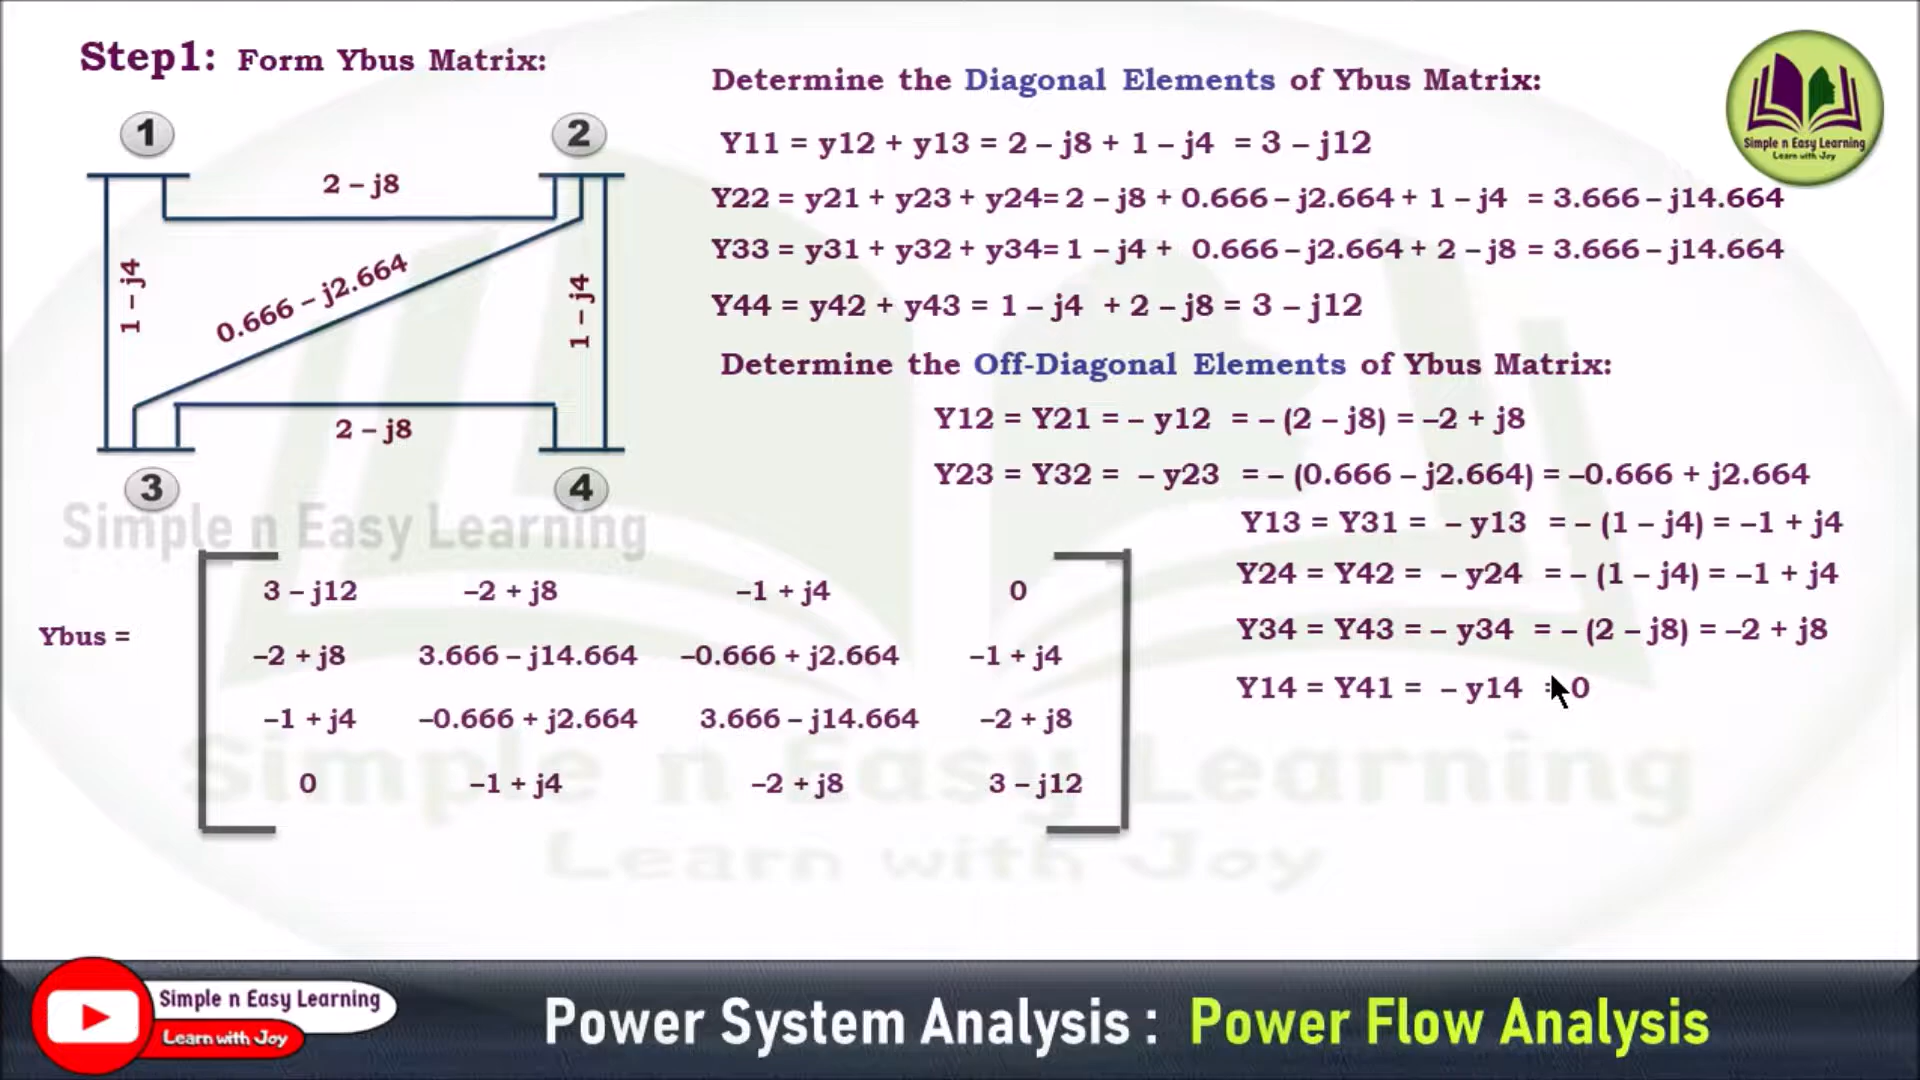 Step1: Form Ybus Matrix:
1
2
2 – j8
1 – j4
0.666 – j2.664
1 – j4
2 – j8
3
4
Simple n Easy Learning
Determine the Diagonal Elements of Ybus Matrix:
Y11 = y12 + y13 = 2 – j8 + 1 – j4 = 3 – j12
Y22 = y21 + y23 + y24= 2 – j8 + 0.666 – j2.664 + 1 – j4 = 3.666 – j14.664
Y33 = y31 + y32 + y34= 1 – j4 + 0.666 – j2.664 + 2 – j8 = 3.666 – j14.664
Y44 = y42 + y43 = 1 – j4 + 2 – j8 = 3 – j12
Determine the Off-Diagonal Elements of Ybus Matrix:
Y12 = Y21 = – y12 = – (2 – j8) = –2 + j8
Y23 = Y32 = – y23 = – (0.666 – j2.664) = –0.666 + j2.664
Y13 = Y31 = – y13 = – (1 – j4) = –1 + j4
Y24 = Y42 = – y24 = – (1 – j4) = –1 + j4
Y34 = Y43 = – y34 = – (2 – j8) = –2 + j8
Y14 = Y41 = – y14 = 0
Ybus =
3 – j12 –2 + j8 –1 + j4 0
–2 + j8 3.666 – j14.664 –0.666 + j2.664 –1 + j4
–1 + j4 –0.666 + j2.664 3.666 – j14.664 –2 + j8
0 –1 + j4 –2 + j8 3 – j12
Simple n Easy Learning
Learn with Joy
Simple n Easy Learning
Learn with Joy
Simple n Easy Learning
Learn with Joy
Power System Analysis : Power Flow Analysis